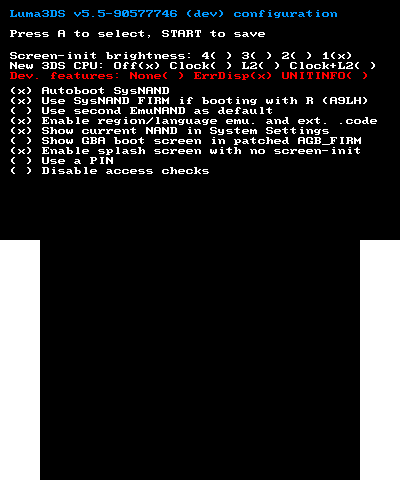 Luma3DS v5.5-90577746 (dev) configuration
Press A to select, START to save
Screen-init brightness: 4( ) 3( ) 2( ) 1(x)
New 3DS CPU: Off(x) Clock( ) L2( ) Clock+L2( )
Dev. features: None( ) ErrDisp(x) UNITINFO( )
(x) Autoboot SysNAND
(x) Use SysNAND FIRM if booting with R (A9LH)
( ) Use second EmuNAND as default
(x) Enable region/language emu. and ext. .code
(x) Show current NAND in System Settings
( ) Show GBA boot screen in patched AGB_FIRM
(x) Enable splash screen with no screen-init
( ) Use a PIN
( ) Disable access checks